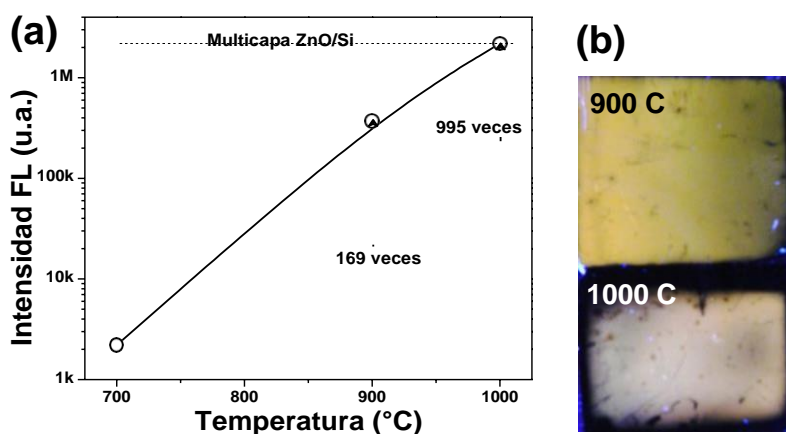 (a)
Multicapa ZnO/Si
1M
100k
10k
1k
Intensidad FL (u.a.)
995 veces
169 veces
700
800
900
1000
Temperatura (°C)
(b)
900 C
1000 C